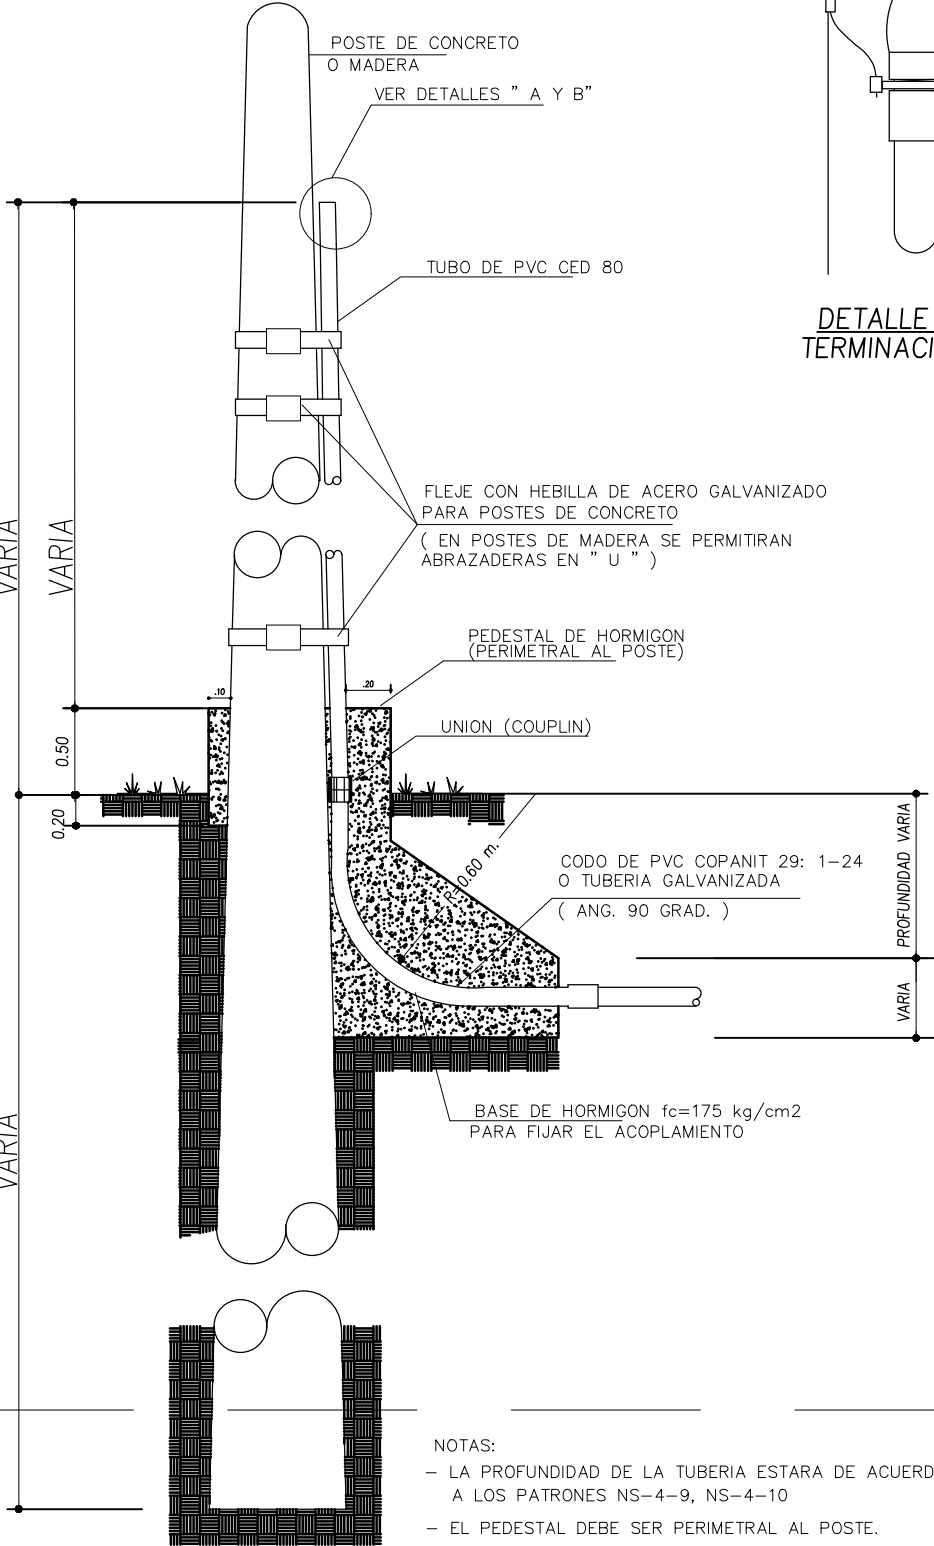 POSTE DE CONCRETO
O MADERA
VER DETALLES " A Y B"
TUBO DE PVC CED 80
DETALLE
FLEJE CON HEBILLA DE ACERO GALVANIZADO
PARA POSTES DE CONCRETO
( EN POSTES DE MADERA SE PERMITIRAN
ABRAZADERAS EN " U " )
VARIA
VARIA
PEDESTAL DE HORMIGON
(PERIMETRAL AL POSTE)
.10
.20
UNION (COUPLIN)
0.50
0.20
R=0.60 m.
CODO DE PVC COPANIT 29: 1-24
O TUBERIA GALVANIZADA
( ANG. 90 GRAD. )
PROFUNDIDAD VARIA
VARIA
BASE DE HORMIGON fc=175 kg/cm2
PARA FIJAR EL ACOPLAMIENTO
VARIA
NOTAS:
- LA PROFUNDIDAD DE LA TUBERIA ESTARA DE
A LOS PATRONES NS-4-9, NS-4-10
- EL PEDESTAL DEBE SER PERIMETRAL AL POSTE.